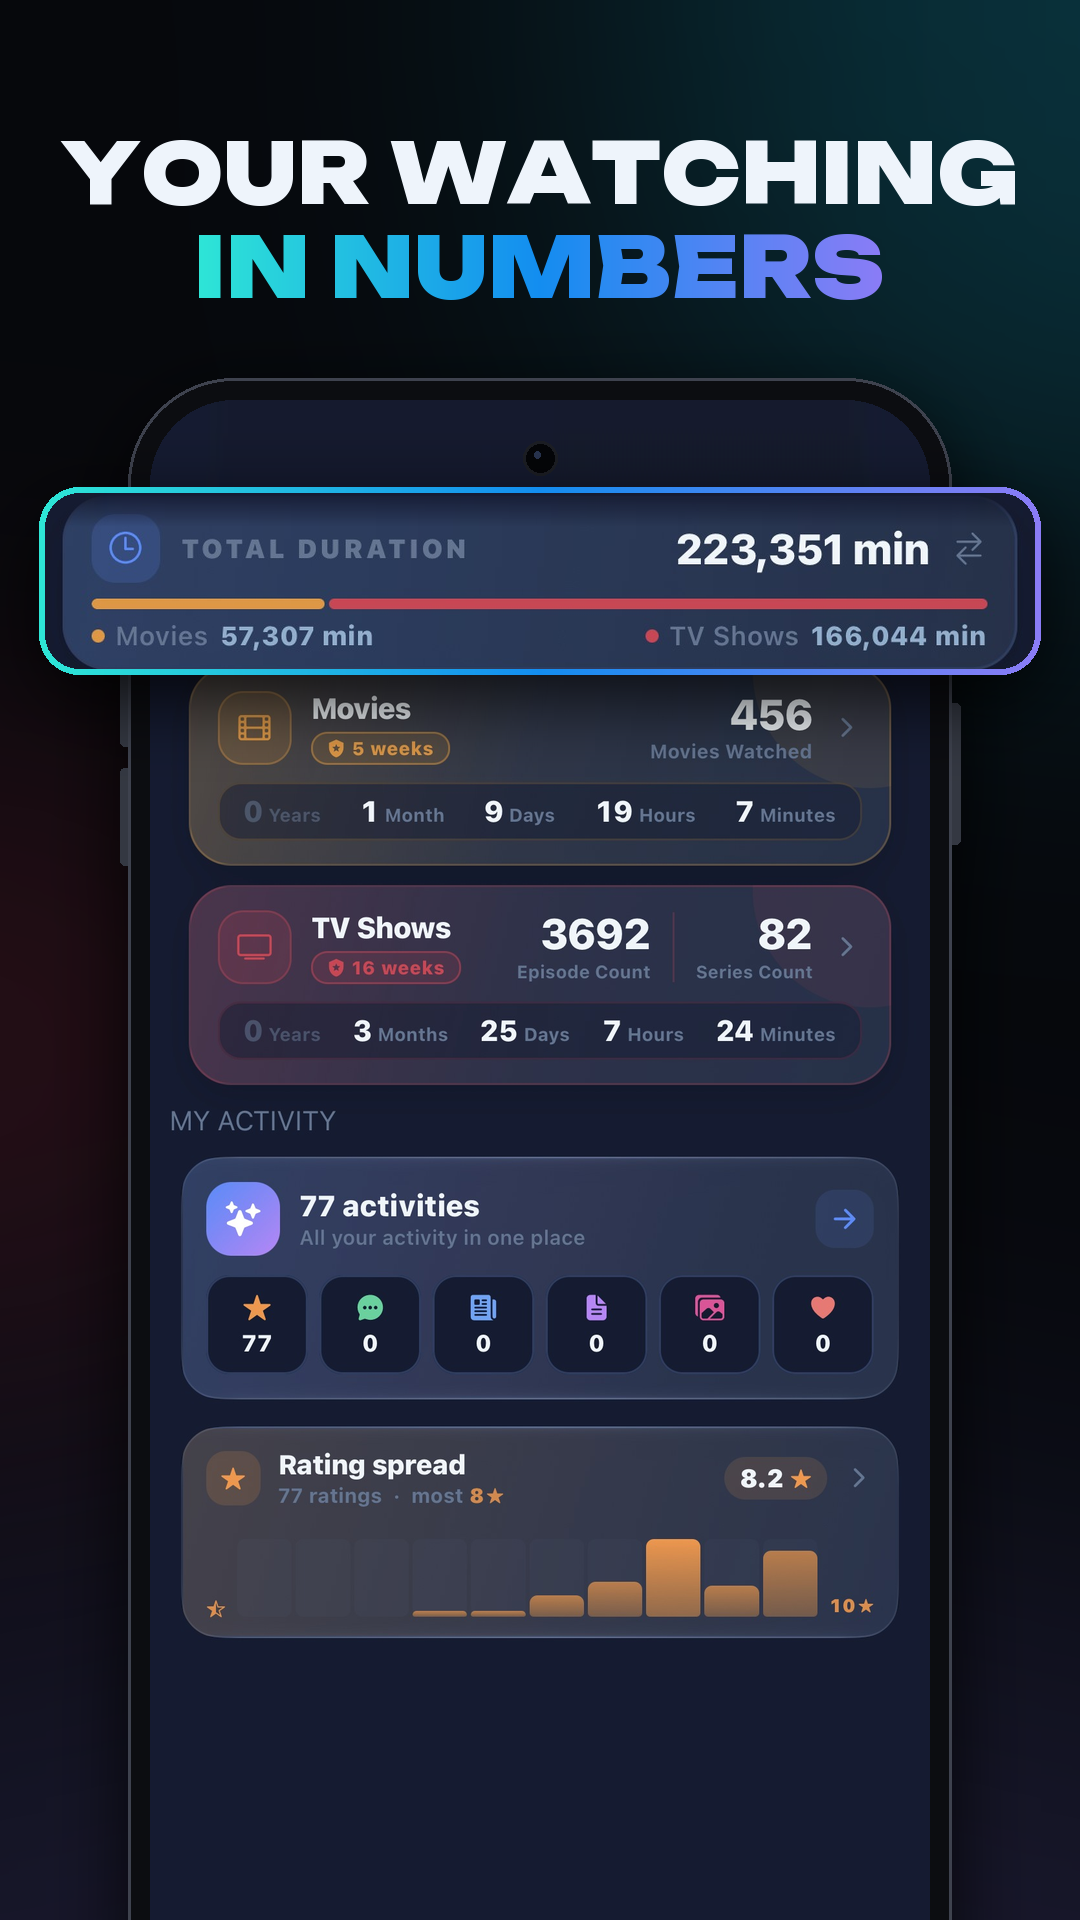 YOUR WATCHING
IN NUMBERS
TOTAL DURATION 223,351 min
Movies 57,307 min TV Shows 166,044 min
Movies 456
5 weeks Movies Watched
0 Years 1 Month 9 Days 19 Hours 7 Minutes
TV Shows 3692 82
16 weeks Episode Count Series Count
0 Years 3 Months 25 Days 7 Hours 24 Minutes
MY ACTIVITY
77 activities
All your activity in one place
77 0 0 0 0 0
Rating spread 8.2
77 ratings · most 8
10